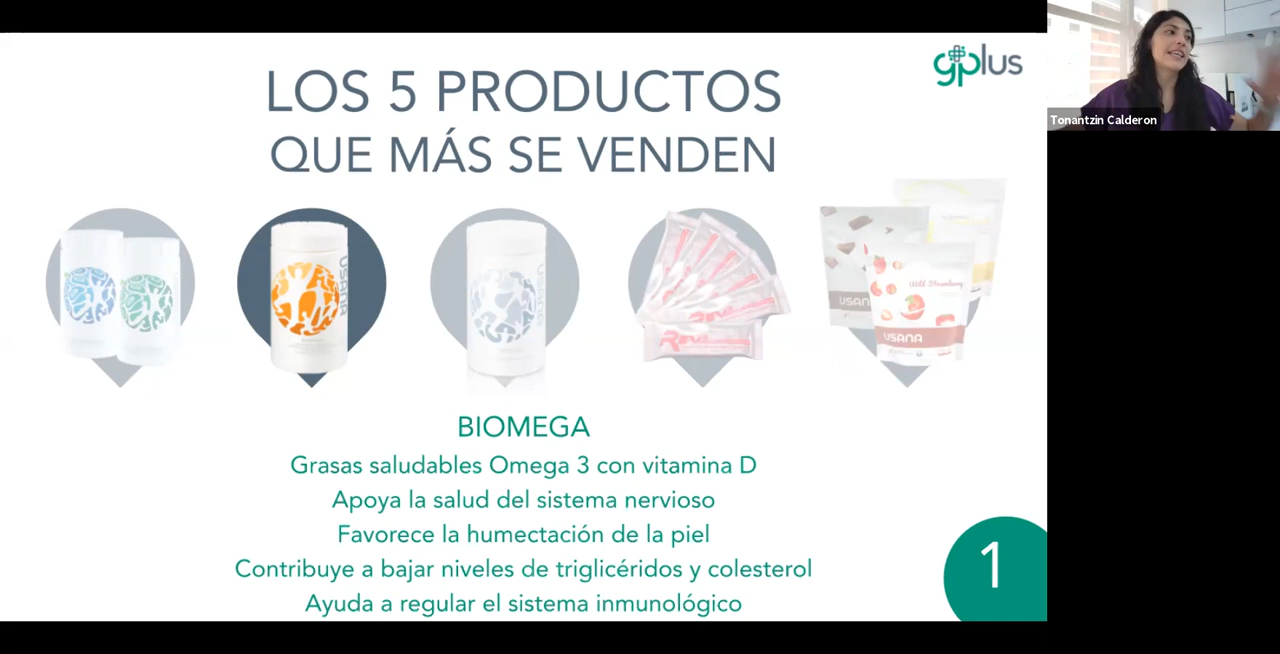 gplus
LOS 5 PRODUCTOS
QUE MÁS SE VENDEN
Tonantzin Calderon
USANA
USANA
USANA
Wild Strawberry
USANA
BIOMEGA
Grasas saludables Omega 3 con vitamina D
Apoya la salud del sistema nervioso
Favorece la humectación de la piel
Contribuye a bajar niveles de triglicéridos y colesterol
Ayuda a regular el sistema inmunológico
1